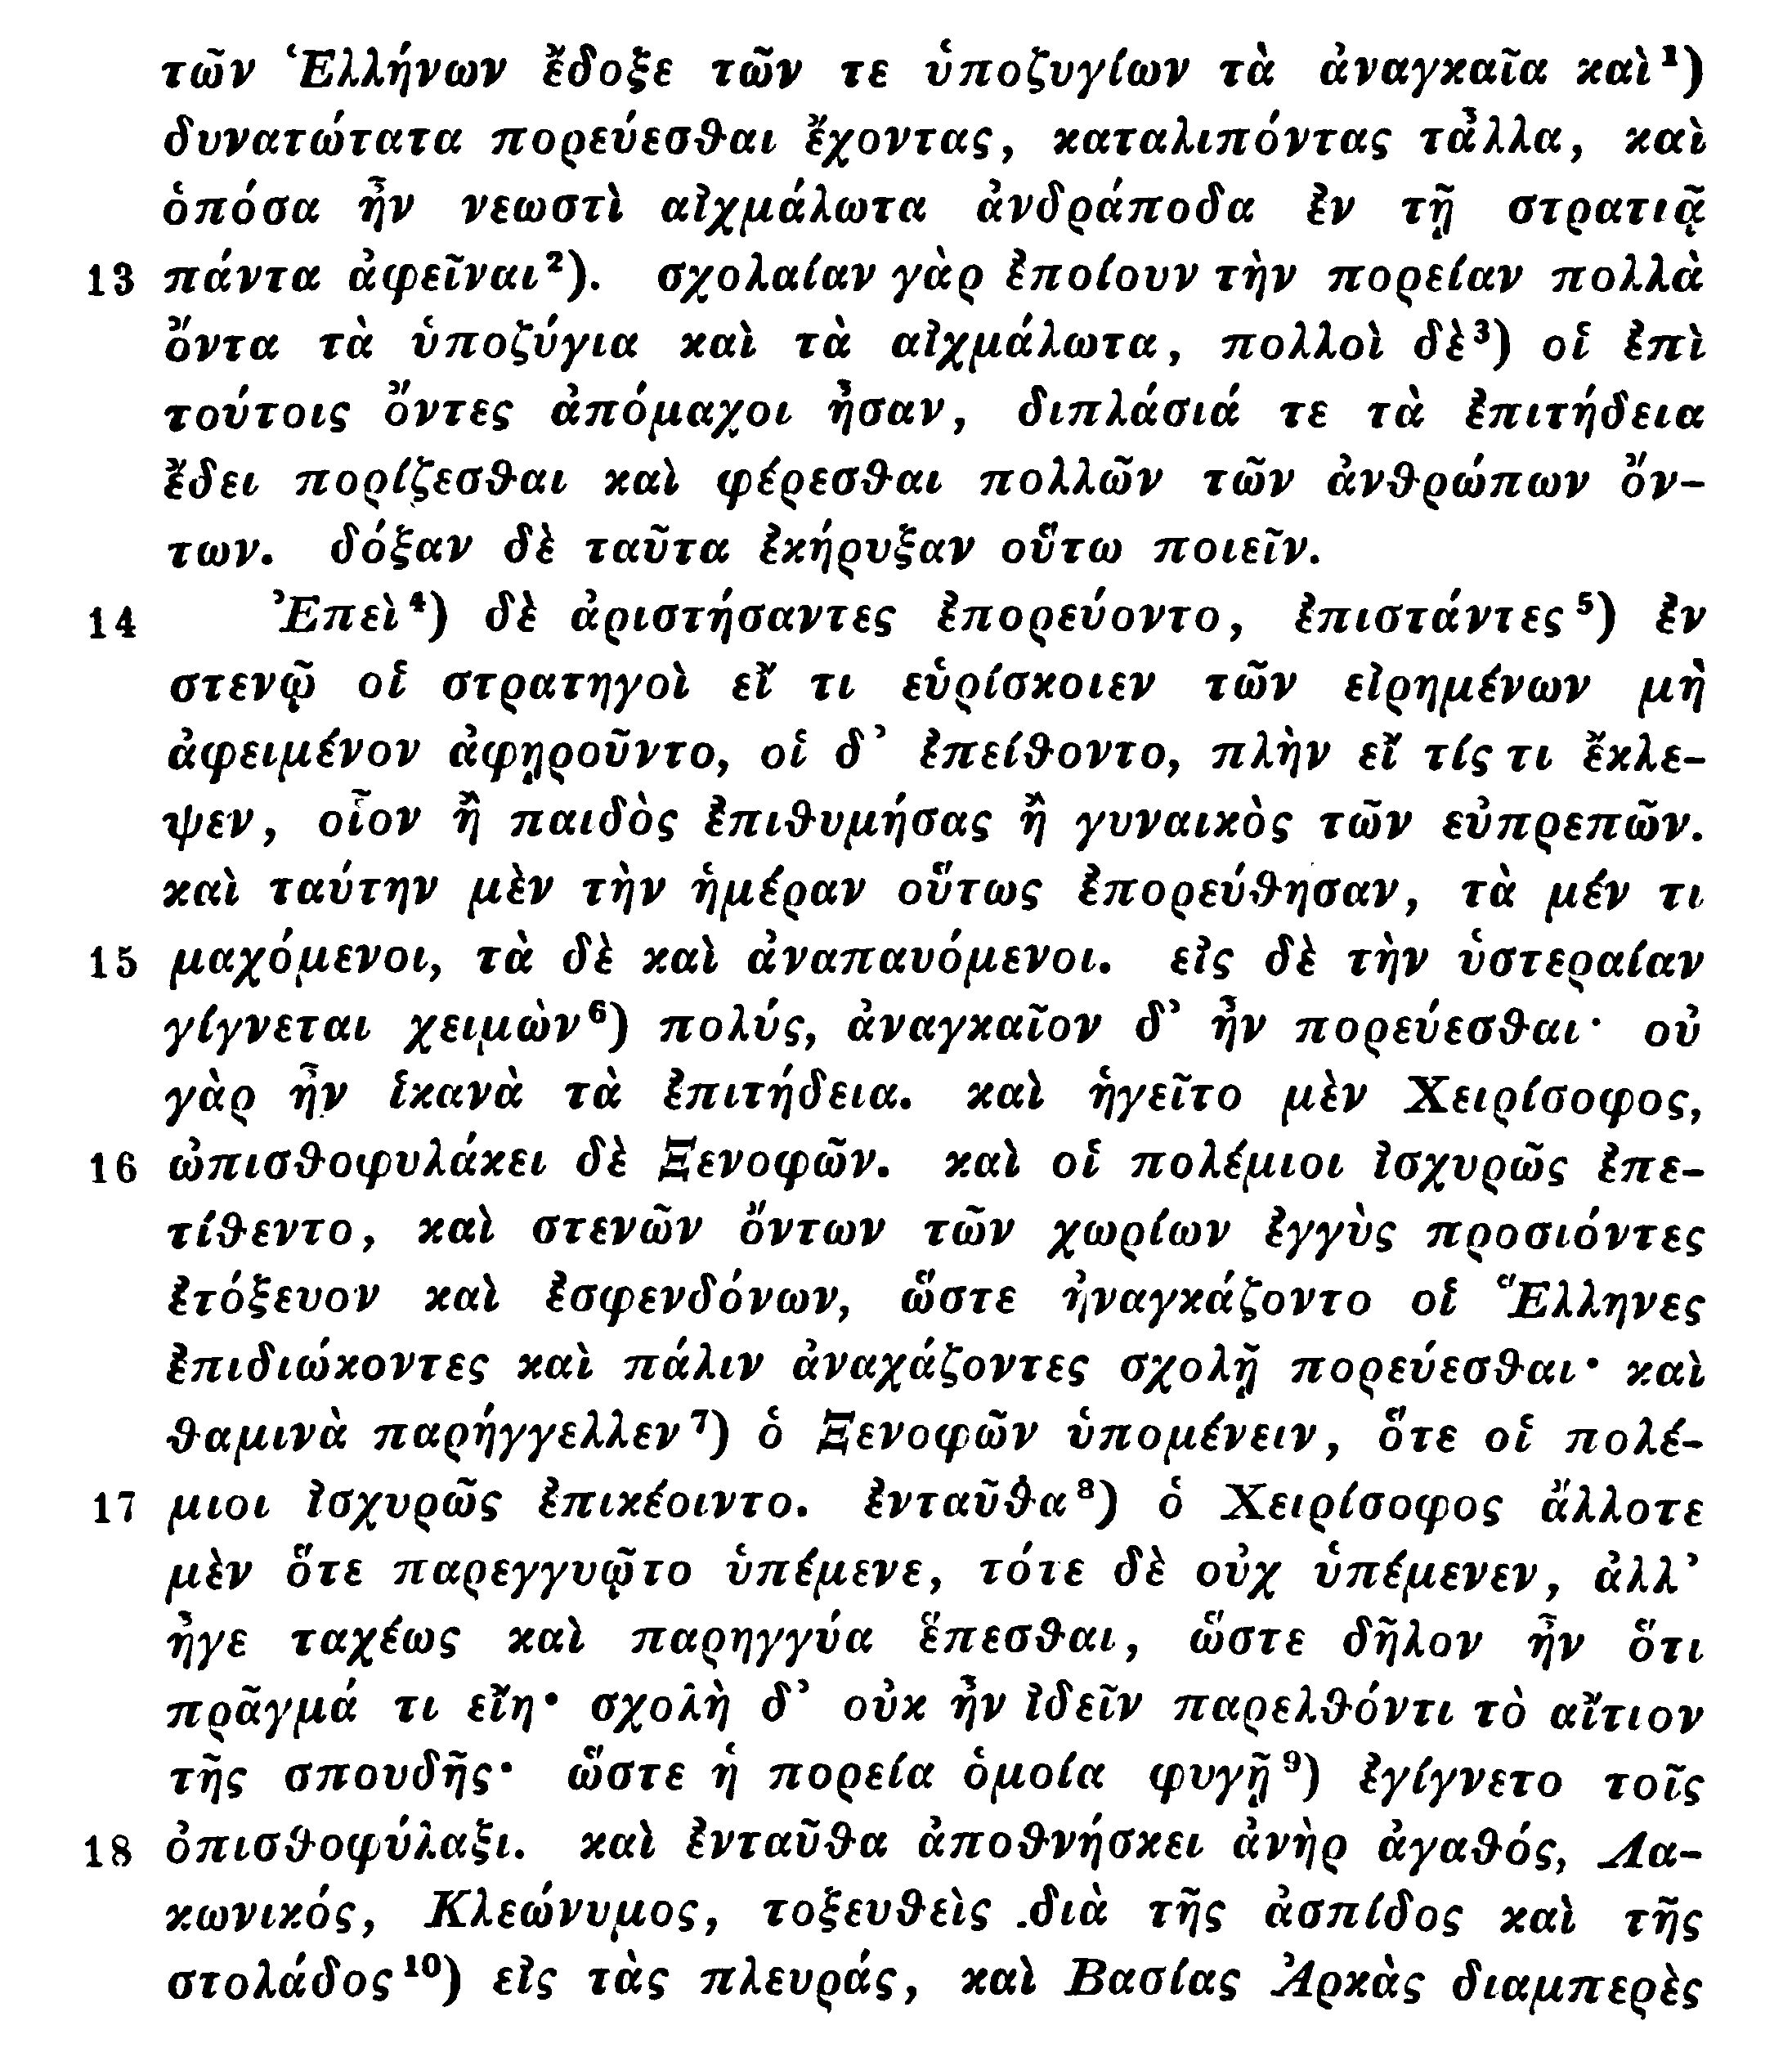 τῶν Ἑλλήνων ἔδοξε τῶν τε ὑποζυγίων τὰ ἀναγκαῖα καὶ¹)
δυνατώτατα πορεύεσθαι ἔχοντας, καταλιπόντας τἆλλα, καὶ
ὁπόσα ἦν νεωστὶ αἰχμάλωτα ἀνδράποδα ἐν τῇ στρατιᾷ
13 πάντα ἀφεῖναι²). σχολαίαν γὰρ ἐποίουν τὴν πορείαν πολλὰ
ὄντα τὰ ὑποζύγια καὶ τὰ αἰχμάλωτα, πολλοὶ δὲ³) οἱ ἐπὶ
τούτοις ὄντες ἀπόμαχοι ἦσαν, διπλάσιά τε τὰ ἐπιτήδεια
ἔδει πορίζεσθαι καὶ φέρεσθαι πολλῶν τῶν ἀνθρώπων ὄν-
των. δόξαν δὲ ταῦτα ἐκήρυξαν οὕτω ποιεῖν.
14 Ἐπεὶ⁴) δὲ ἀριστήσαντες ἐπορεύοντο, ἐπιστάντες⁵) ἐν
στενῷ οἱ στρατηγοὶ εἴ τι εὑρίσκοιεν τῶν εἰρημένων μὴ
ἀφειμένον ἀφῃροῦντο, οἱ δ᾽ ἐπείθοντο, πλὴν εἴ τίς τι ἔκλε-
ψεν, οἷον ἢ παιδὸς ἐπιθυμήσας ἢ γυναικὸς τῶν εὐπρεπῶν.
καὶ ταύτην μὲν τὴν ἡμέραν οὕτως ἐπορεύθησαν, τὰ μέν τι
15 μαχόμενοι, τὰ δὲ καὶ ἀναπαυόμενοι. εἰς δὲ τὴν ὑστεραίαν
γίγνεται χειμὼν⁶) πολύς, ἀναγκαῖον δ᾽ ἦν πορεύεσθαι· οὐ
γὰρ ἦν ἱκανὰ τὰ ἐπιτήδεια. καὶ ἡγεῖτο μὲν Χειρίσοφος,
16 ὠπισθοφυλάκει δὲ Ξενοφῶν. καὶ οἱ πολέμιοι ἰσχυρῶς ἐπε-
τίθεντο, καὶ στενῶν ὄντων τῶν χωρίων ἐγγὺς προσιόντες
ἐτόξευον καὶ ἐσφενδόνων, ὥστε ἠναγκάζοντο οἱ Ἕλληνες
ἐπιδιώκοντες καὶ πάλιν ἀναχάζοντες σχολῇ πορεύεσθαι· καὶ
θαμινὰ παρήγγελλεν⁷) ὁ Ξενοφῶν ὑπομένειν, ὅτε οἱ πολέ-
17 μιοι ἰσχυρῶς ἐπικέοιντο. ἐνταῦθα⁸) ὁ Χειρίσοφος ἄλλοτε
μὲν ὅτε παρεγγυῷτο ὑπέμενε, τότε δὲ οὐχ ὑπέμενεν, ἀλλ᾽
ἦγε ταχέως καὶ παρηγγύα ἕπεσθαι, ὥστε δῆλον ἦν ὅτι
πρᾶγμά τι εἴη· σχολὴ δ᾽ οὐκ ἦν ἰδεῖν παρελθόντι τὸ αἴτιον
τῆς σπουδῆς· ὥστε ἡ πορεία ὁμοία φυγῇ⁹) ἐγίγνετο τοῖς
18 ὀπισθοφύλαξι. καὶ ἐνταῦθα ἀποθνήσκει ἀνὴρ ἀγαθός, Λα-
κωνικός, Κλεώνυμος, τοξευθεὶς διὰ τῆς ἀσπίδος καὶ τῆς
στολάδος¹⁰) εἰς τὰς πλευράς, καὶ Βασίας Ἀρκὰς διαμπερὲς